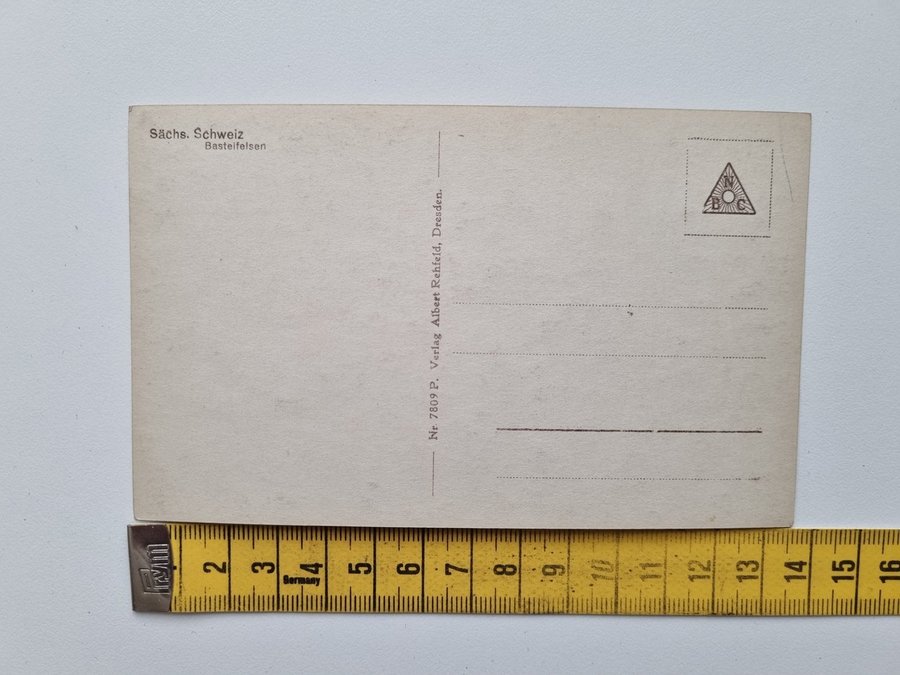 Sächs. Schweiz
Basteifelsen
N
B C
Nr. 7809 P. Verlag Albert Rehfeld, Dresden.
2 3 4 5 6 7 8 9 10 11 12 13 14 15 16
Germany